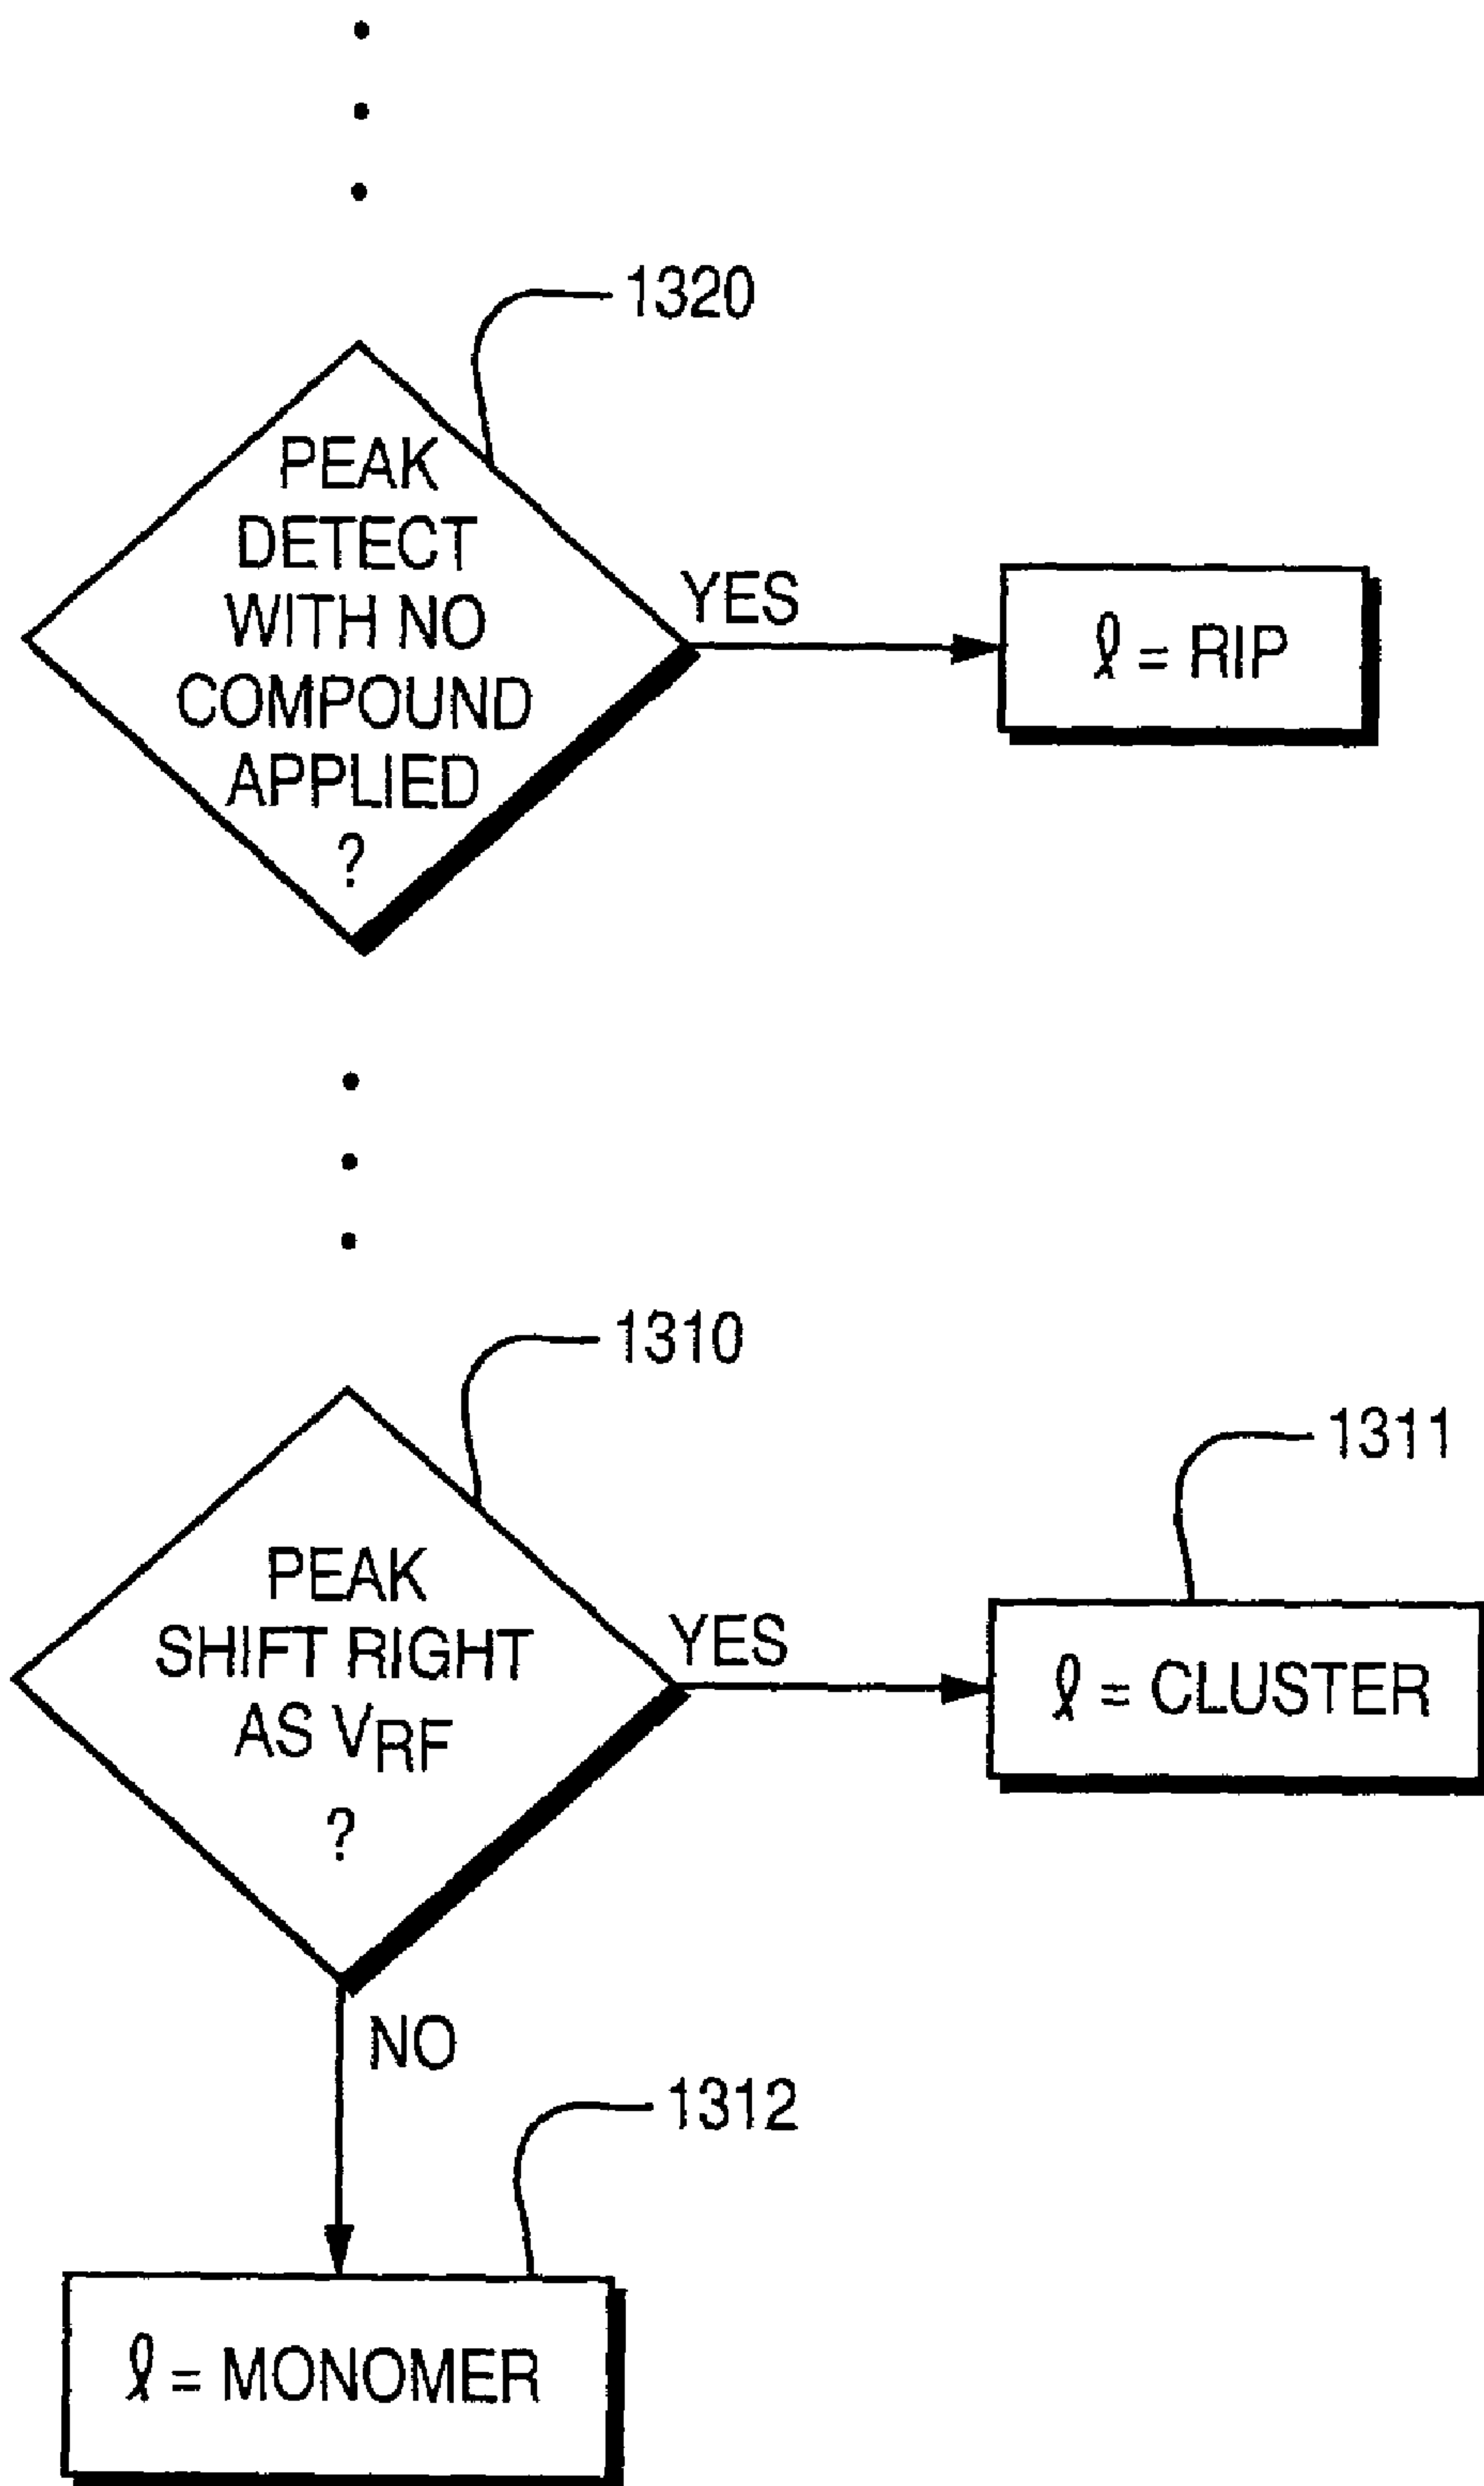 1320
PEAK
DETECT
WITH NO
COMPOUND
APPLIED
?
YES
ℓ = RIP
1310
PEAK
SHIFT RIGHT
AS VRF
?
YES
1311
ℓ = CLUSTER
NO
1312
ℓ = MONOMER